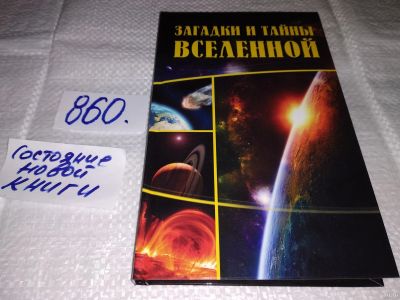 ЗАГАДКИ И ТАЙНЫ
ВСЕЛЕННОЙ
860.
Состояние
новой
книги